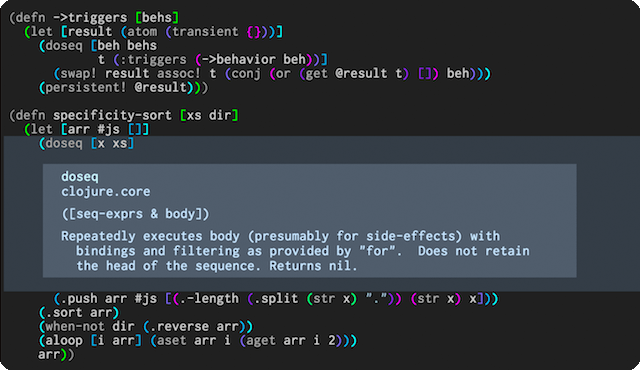 (defn ->triggers [behs]
  (let [result (atom (transient {}))]
    (doseq [beh behs
            t (:triggers (->behavior beh))]
      (swap! result assoc! t (conj (or (get @result t) []) beh)))
    (persistent! @result)))
(defn specificity-sort [xs dir]
  (let [arr #js []]
    (doseq [x xs]
doseq
clojure.core
([seq-exprs & body])
Repeatedly executes body (presumably for side-effects) with
  bindings and filtering as provided by "for".  Does not retain
  the head of the sequence. Returns nil.
      (.push arr #js [(.-length (.split (str x) ".")) (str x) x]))
    (.sort arr)
    (when-not dir (.reverse arr))
    (aloop [i arr] (aset arr i (aget arr i 2)))
    arr))